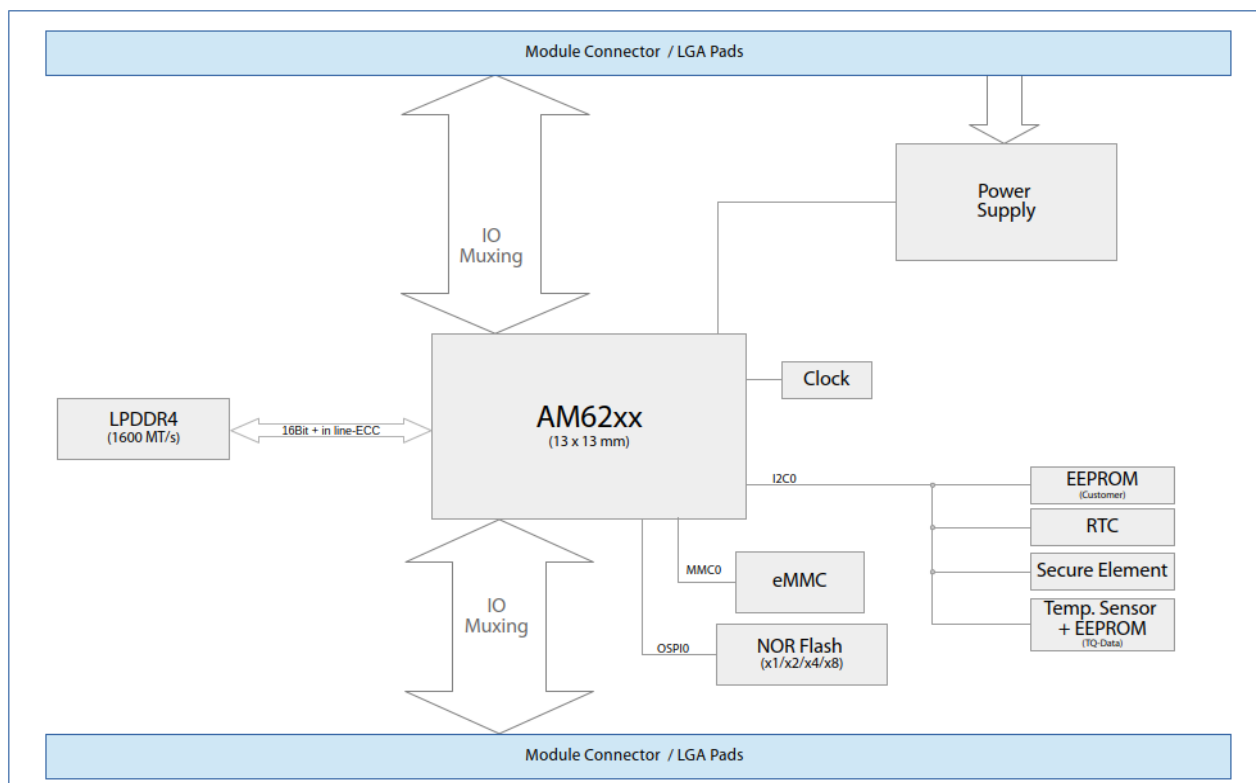 Module Connector / LGA Pads
Power
Supply
IO
Muxing
Clock
LPDDR4
(1600 MT/s)
16Bit + in line-ECC
AM62xx
(13 x 13 mm)
I2C0
EEPROM
(Customer)
RTC
Secure Element
Temp. Sensor
+ EEPROM
(TQ-Data)
MMC0
eMMC
IO
Muxing
OSPI0
NOR Flash
(x1/x2/x4/x8)
Module Connector / LGA Pads